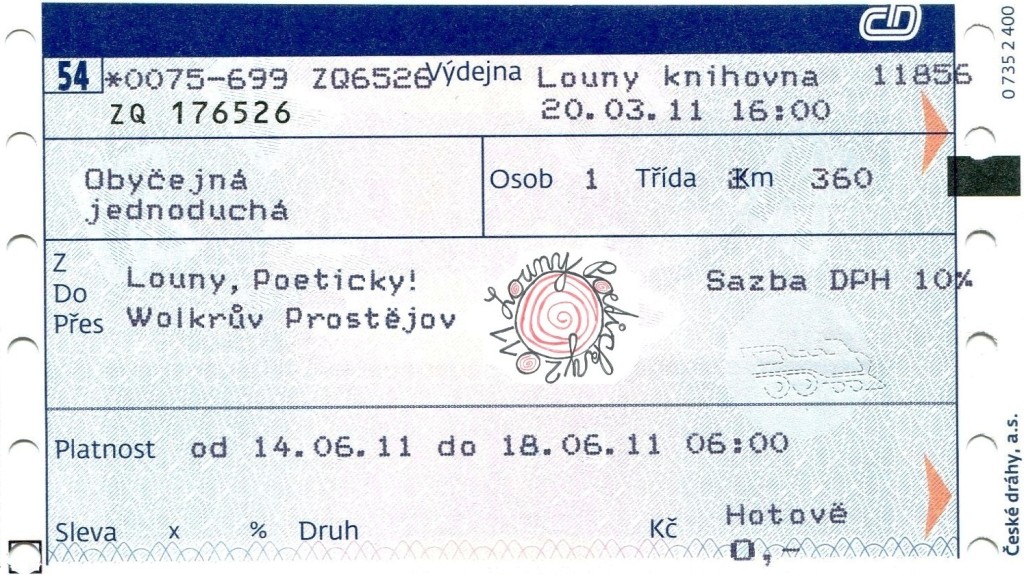 54 *0075-699 ZQ6526 Výdejna Louny knihovna 11856
ZQ 176526 20.03.11 16:00
Obyčejná
jednoduchá
Osob 1 Třída Km 360
Z
Do
Přes
Louny, Poeticky!
Wolkrův Prostějov
Louny Poeticky!
Sazba DPH 10%
Platnost od 14.06.11 do 18.06.11 06:00
Sleva x % Druh Kč Hotově
0,-
0 735 2 400
České dráhy, a.s.